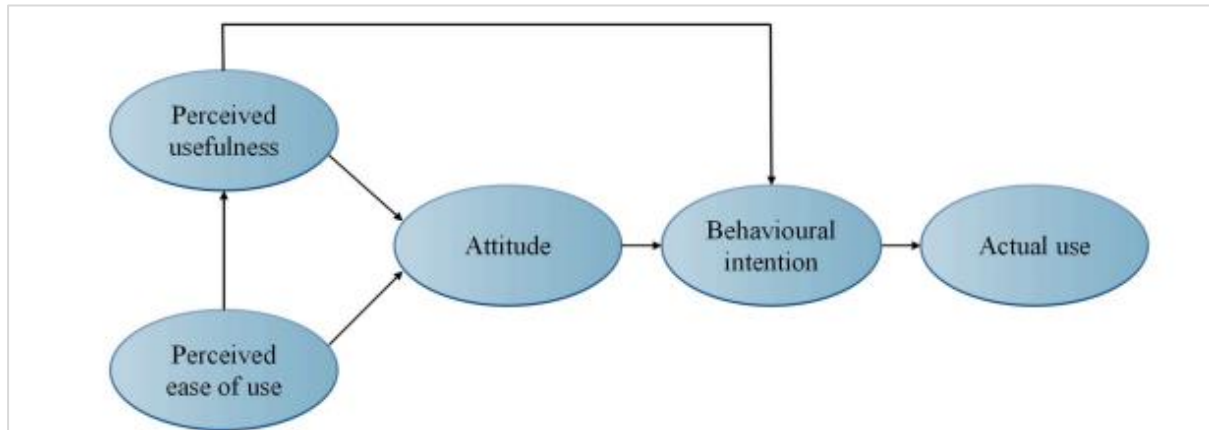 Perceived
usefulness
Attitude
Behavioural
intention
Actual use
Perceived
ease of use